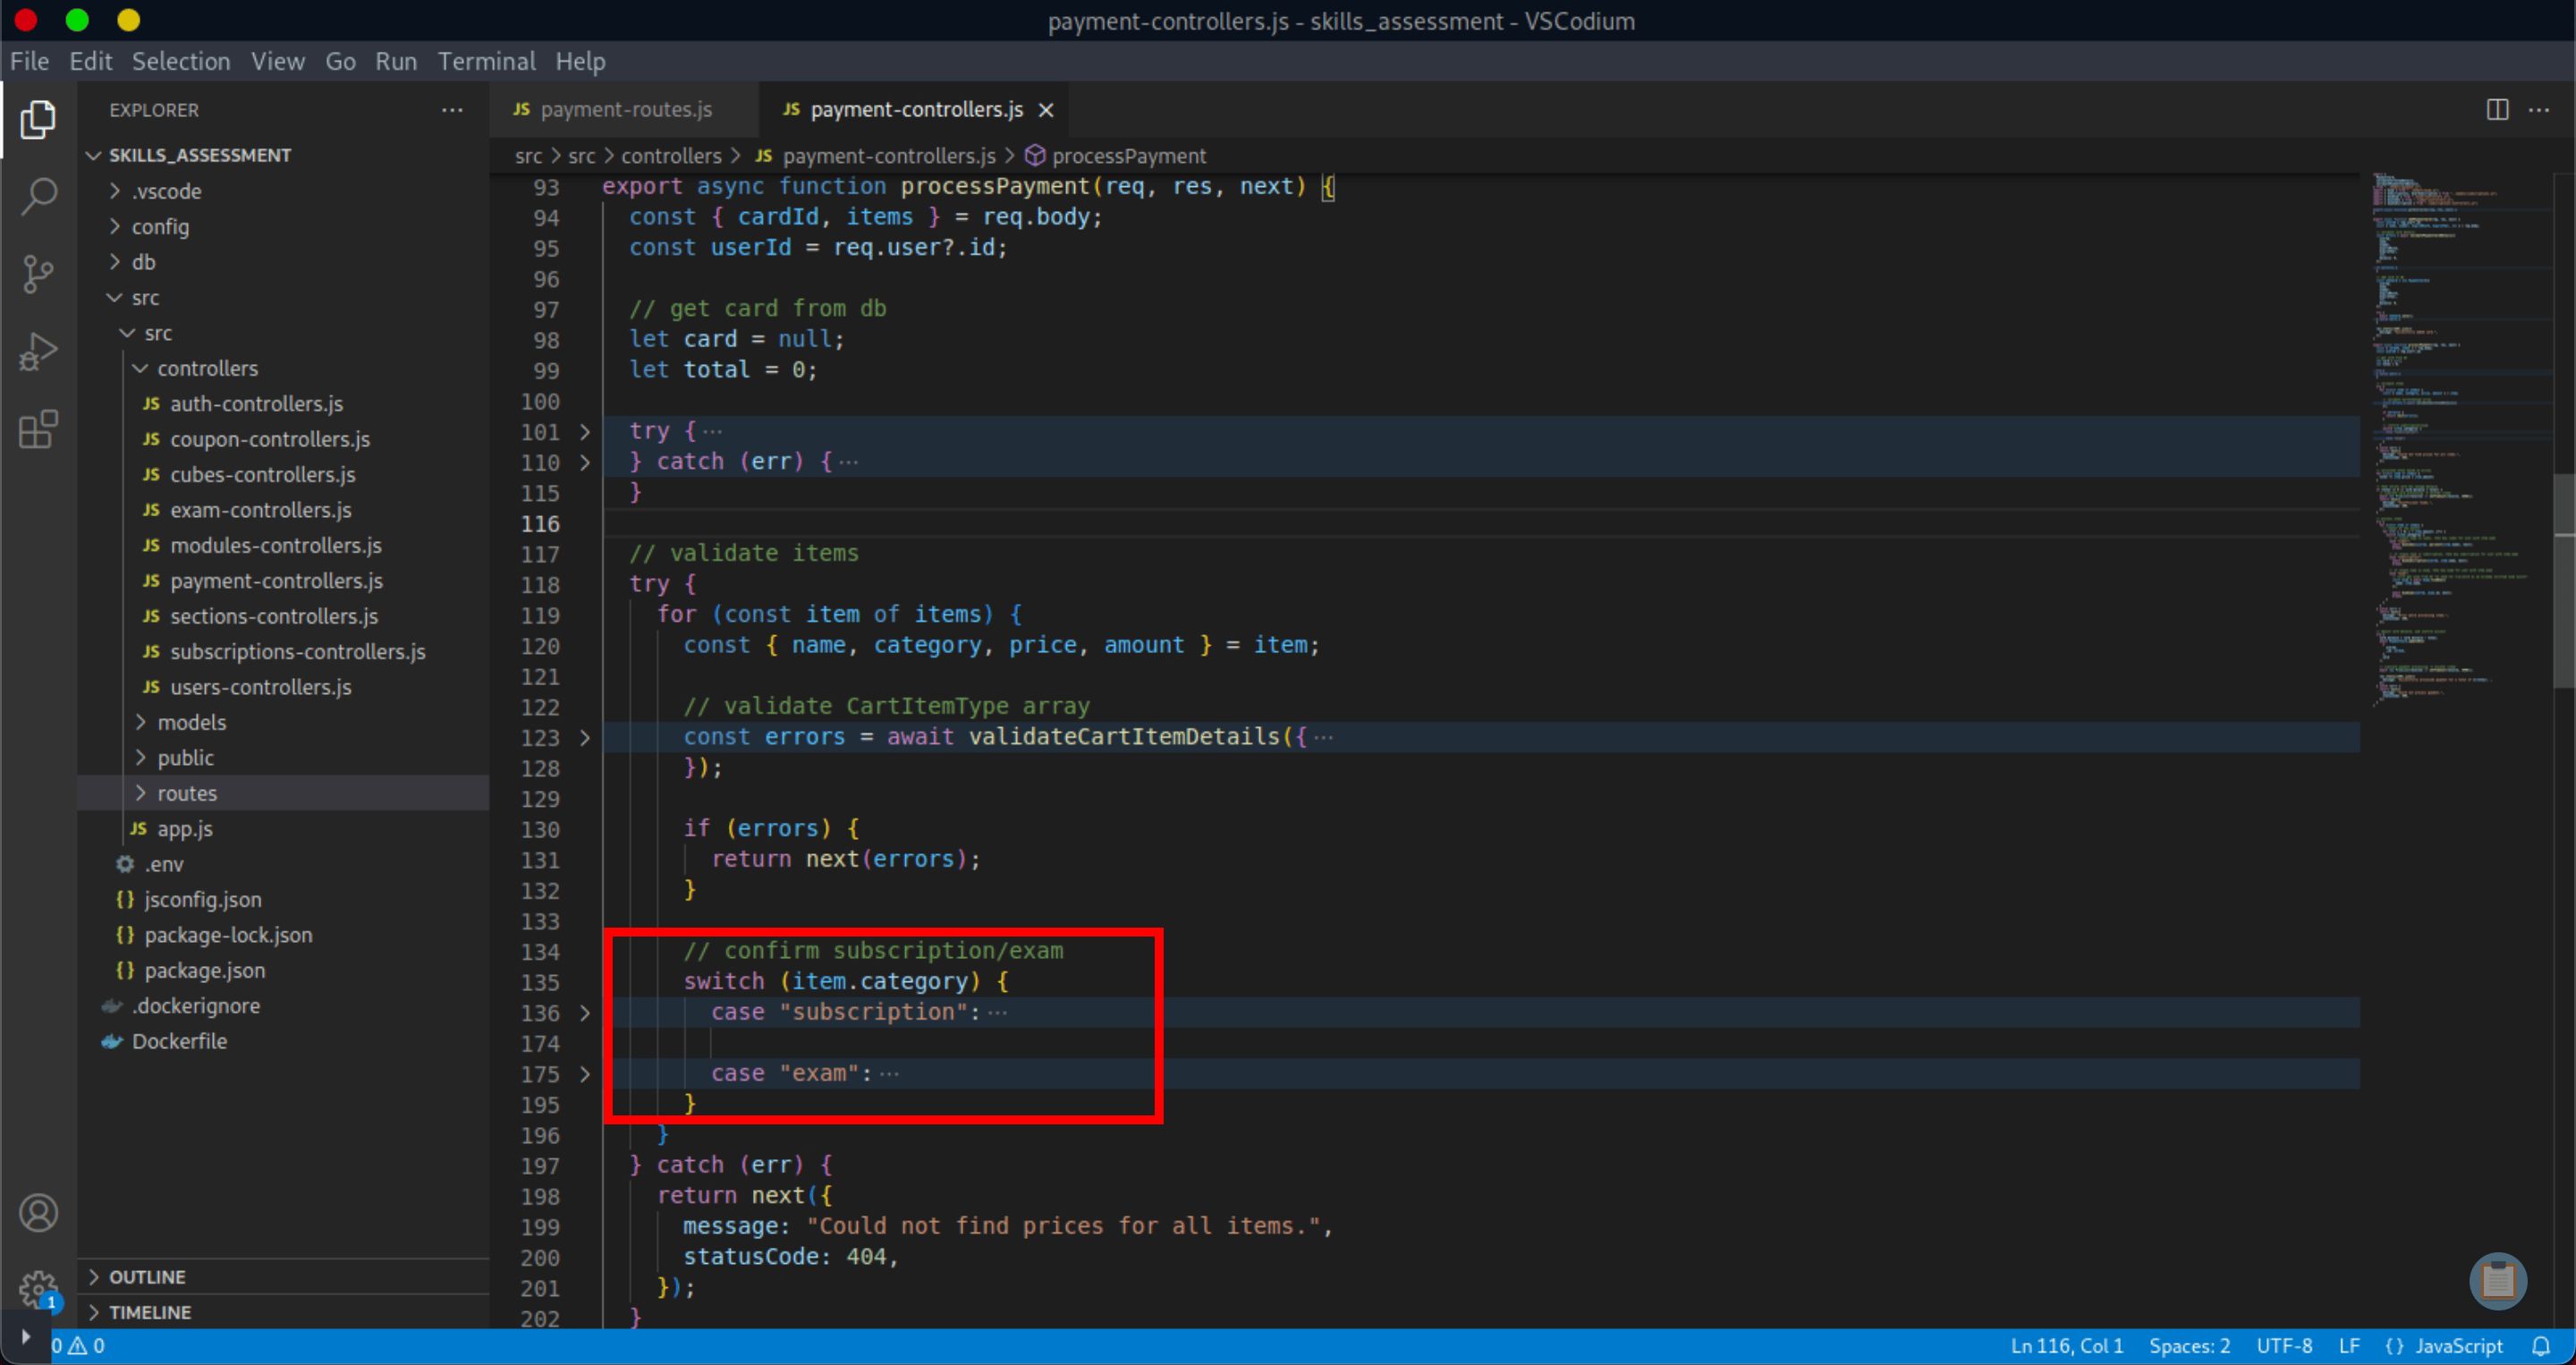 payment-controllers.js - skills_assessment - VSCodium
File Edit Selection View Go Run Terminal Help
EXPLORER
SKILLS_ASSESSMENT
.vscode
config
db
src
src
controllers
JS auth-controllers.js
JS coupon-controllers.js
JS cubes-controllers.js
JS exam-controllers.js
JS modules-controllers.js
JS payment-controllers.js
JS sections-controllers.js
JS subscriptions-controllers.js
JS users-controllers.js
models
public
routes
JS app.js
.env
{} jsconfig.json
{} package-lock.json
{} package.json
.dockerignore
Dockerfile
OUTLINE
TIMELINE
1
JS payment-routes.js JS payment-controllers.js
src > src > controllers > JS payment-controllers.js > processPayment
93 export async function processPayment(req, res, next) {
94 const { cardId, items } = req.body;
95 const userId = req.user?.id;
96
97 // get card from db
98 let card = null;
99 let total = 0;
100
101 try {···
110 } catch (err) {···
115 }
116
117 // validate items
118 try {
119 for (const item of items) {
120 const { name, category, price, amount } = item;
121
122 // validate CartItemType array
123 const errors = await validateCartItemDetails({···
128 });
129
130 if (errors) {
131 return next(errors);
132 }
133
134 // confirm subscription/exam
135 switch (item.category) {
136 case "subscription":···
174
175 case "exam":···
195 }
196 }
197 } catch (err) {
198 return next({
199 message: "Could not find prices for all items.",
200 statusCode: 404,
201 });
202 }
0 0 Ln 116, Col 1 Spaces: 2 UTF-8 LF {} JavaScript